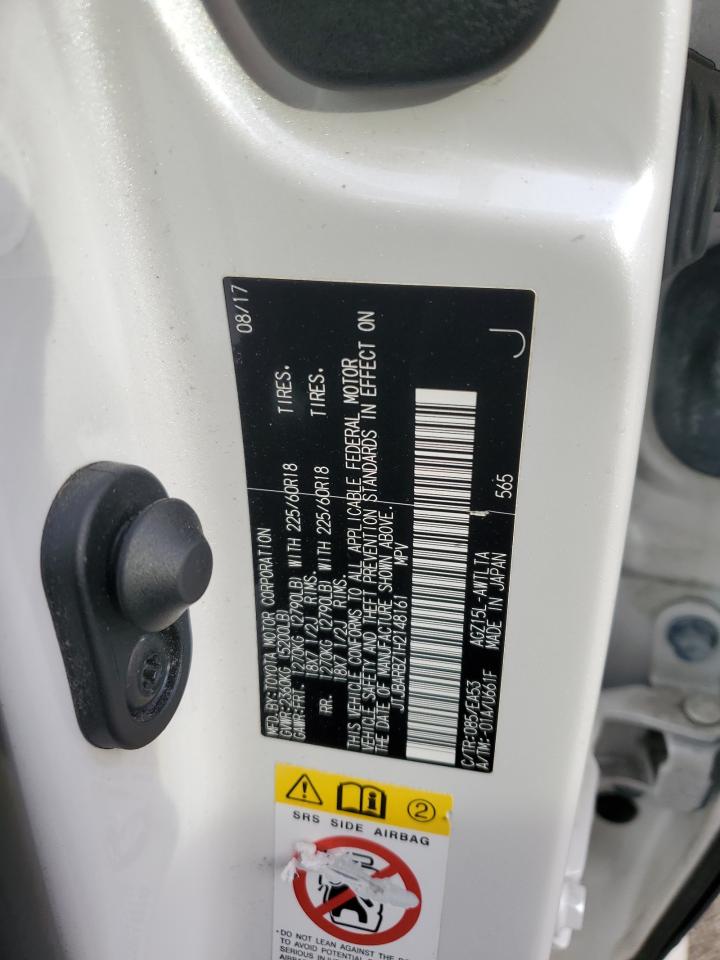 MFD.BY:TOYOTA MOTOR CORPORATION 08/17
GVWR:2360KG (5200LB)
GAWR:FRT. 1270KG (2790LB) WITH 225/60R18 TIRES.
18X7 1/2J RIMS.
RR. 1270KG (2790LB) WITH 225/60R18 TIRES.
18X7 1/2J RIMS.
THIS VEHICLE CONFORMS TO ALL APPLICABLE FEDERAL MOTOR
VEHICLE SAFETY AND THEFT PREVENTION STANDARDS IN EFFECT ON
THE DATE OF MANUFACTURE SHOWN ABOVE.
JTJBARBZ1H2148161 MPV
C/TR:085/EA53 AGZ15L-AWTLTA 565 J
A/TM:-01A/U661F MADE IN JAPAN
2
SRS SIDE AIRBAG
DO NOT LEAN AGAINST THE
TO AVOID POTENTIAL
SERIOUS